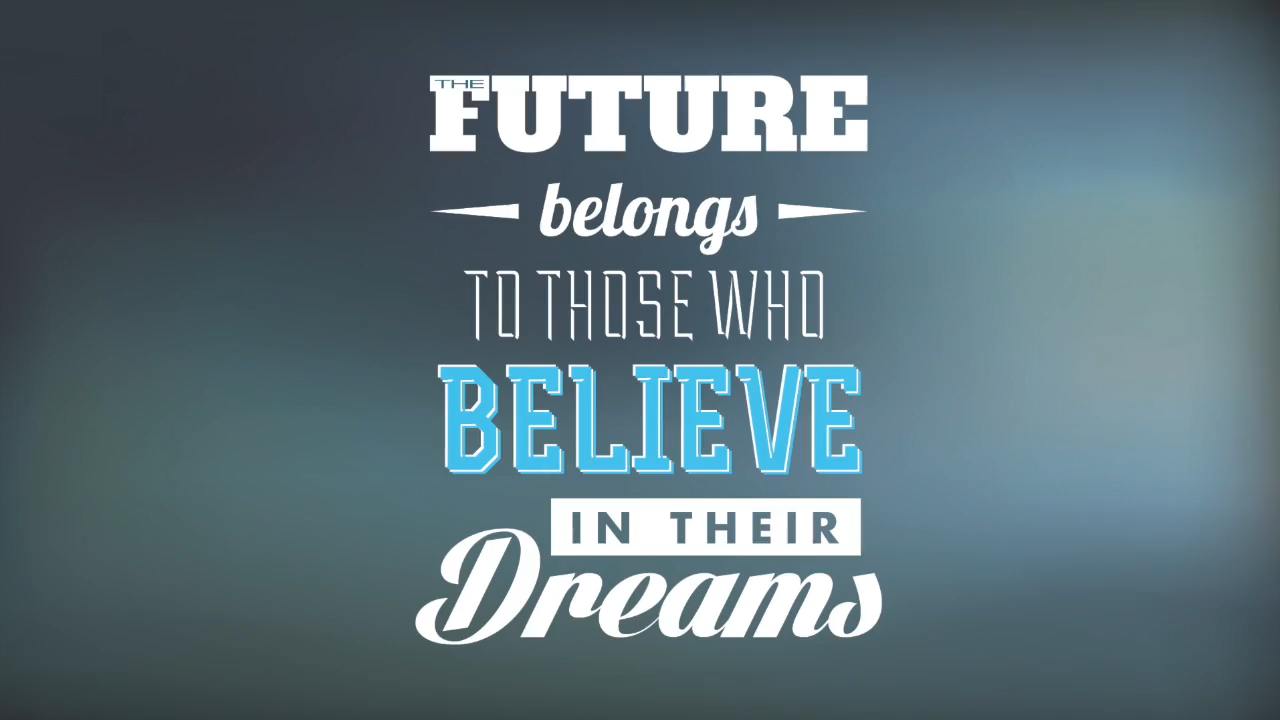 THE
FUTURE
belongs
TO THOSE WHO
BELIEVE
IN THEIR
Dreams